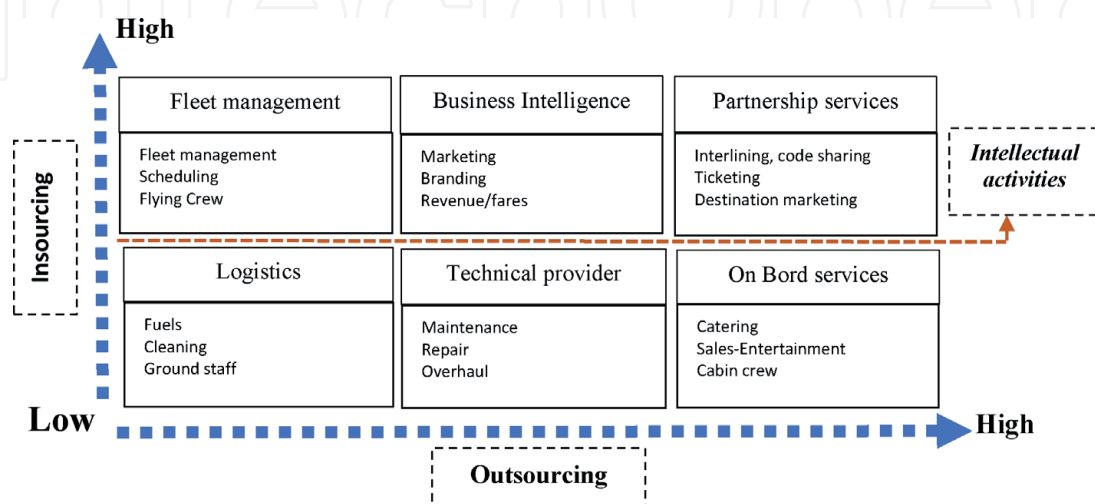 High
Fleet management
Business Intelligence
Partnership services
Fleet management
Scheduling
Flying Crew
Marketing
Branding
Revenue/fares
Interlining, code sharing
Ticketing
Destination marketing
Intellectual
activities
Insourcing
Logistics
Technical provider
On Bord services
Fuels
Cleaning
Ground staff
Maintenance
Repair
Overhaul
Catering
Sales-Entertainment
Cabin crew
Low
High
Outsourcing